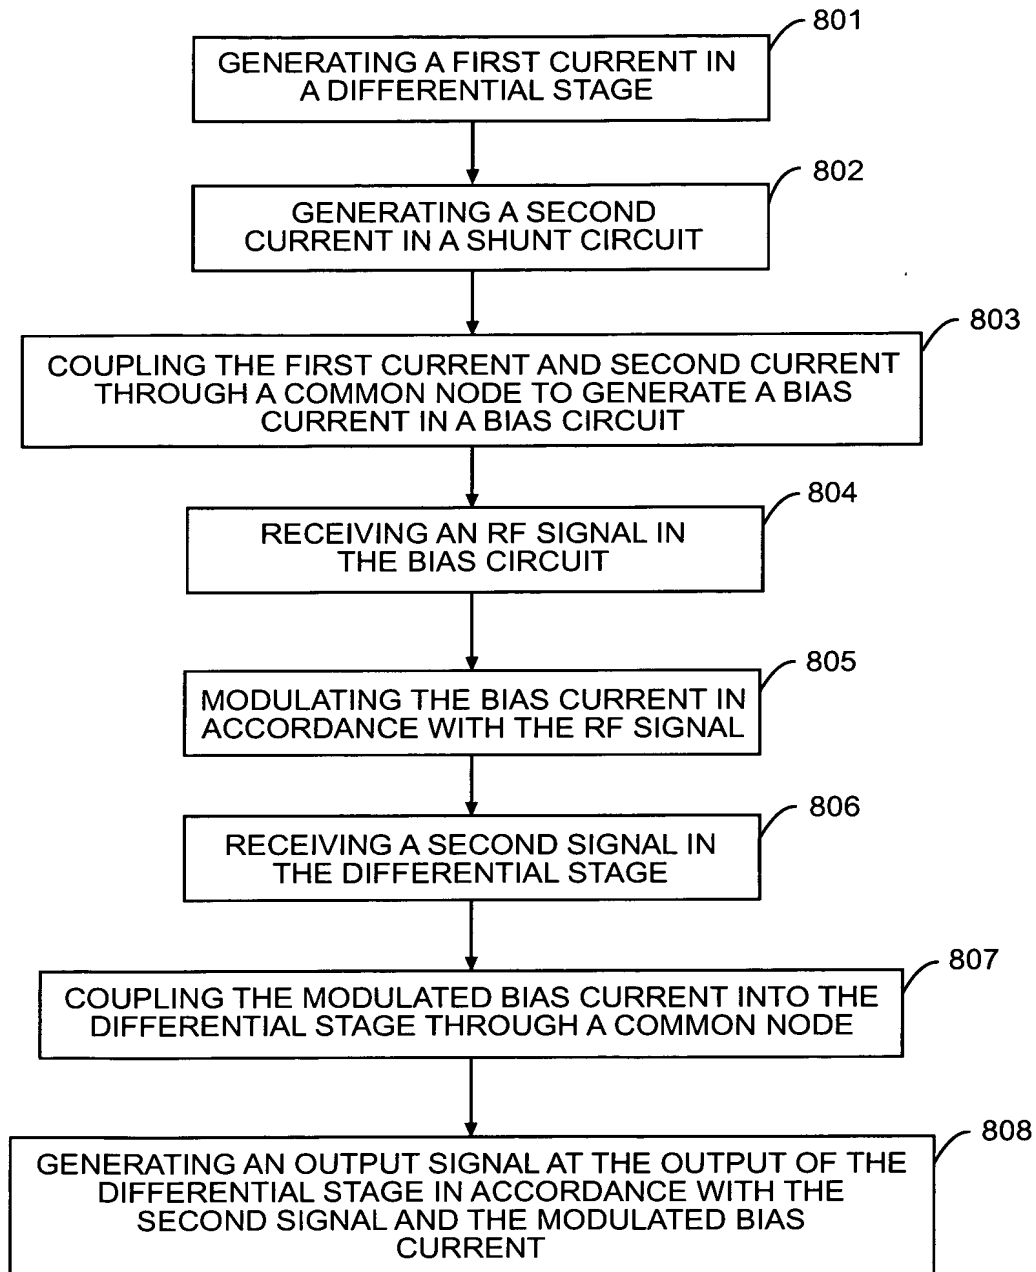 801
GENERATING A FIRST CURRENT IN
A DIFFERENTIAL STAGE
802
GENERATING A SECOND
CURRENT IN A SHUNT CIRCUIT
803
COUPLING THE FIRST CURRENT AND SECOND CURRENT
THROUGH A COMMON NODE TO GENERATE A BIAS
CURRENT IN A BIAS CIRCUIT
804
RECEIVING AN RF SIGNAL IN
THE BIAS CIRCUIT
805
MODULATING THE BIAS CURRENT IN
ACCORDANCE WITH THE RF SIGNAL
806
RECEIVING A SECOND SIGNAL IN
THE DIFFERENTIAL STAGE
807
COUPLING THE MODULATED BIAS CURRENT INTO THE
DIFFERENTIAL STAGE THROUGH A COMMON NODE
808
GENERATING AN OUTPUT SIGNAL AT THE OUTPUT OF THE
DIFFERENTIAL STAGE IN ACCORDANCE WITH THE
SECOND SIGNAL AND THE MODULATED BIAS
CURRENT